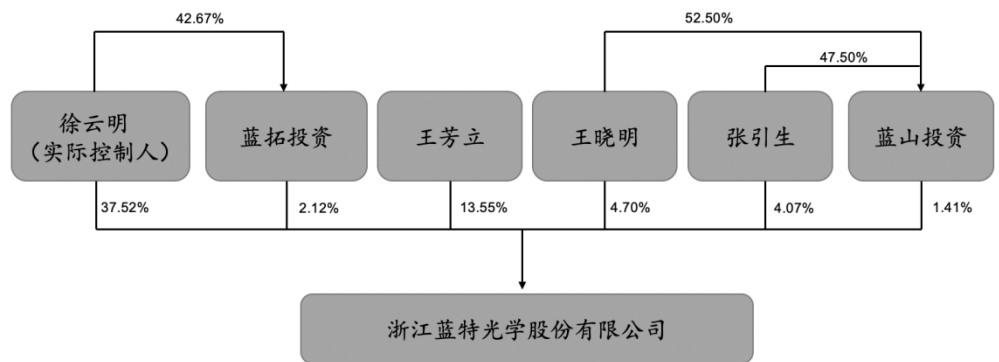 42.67%
52.50%
47.50%
徐云明
（实际控制人）
蓝拓投资
王芳立
王晓明
张引生
蓝山投资
37.52%
2.12%
13.55%
4.70%
4.07%
1.41%
浙江蓝特光学股份有限公司